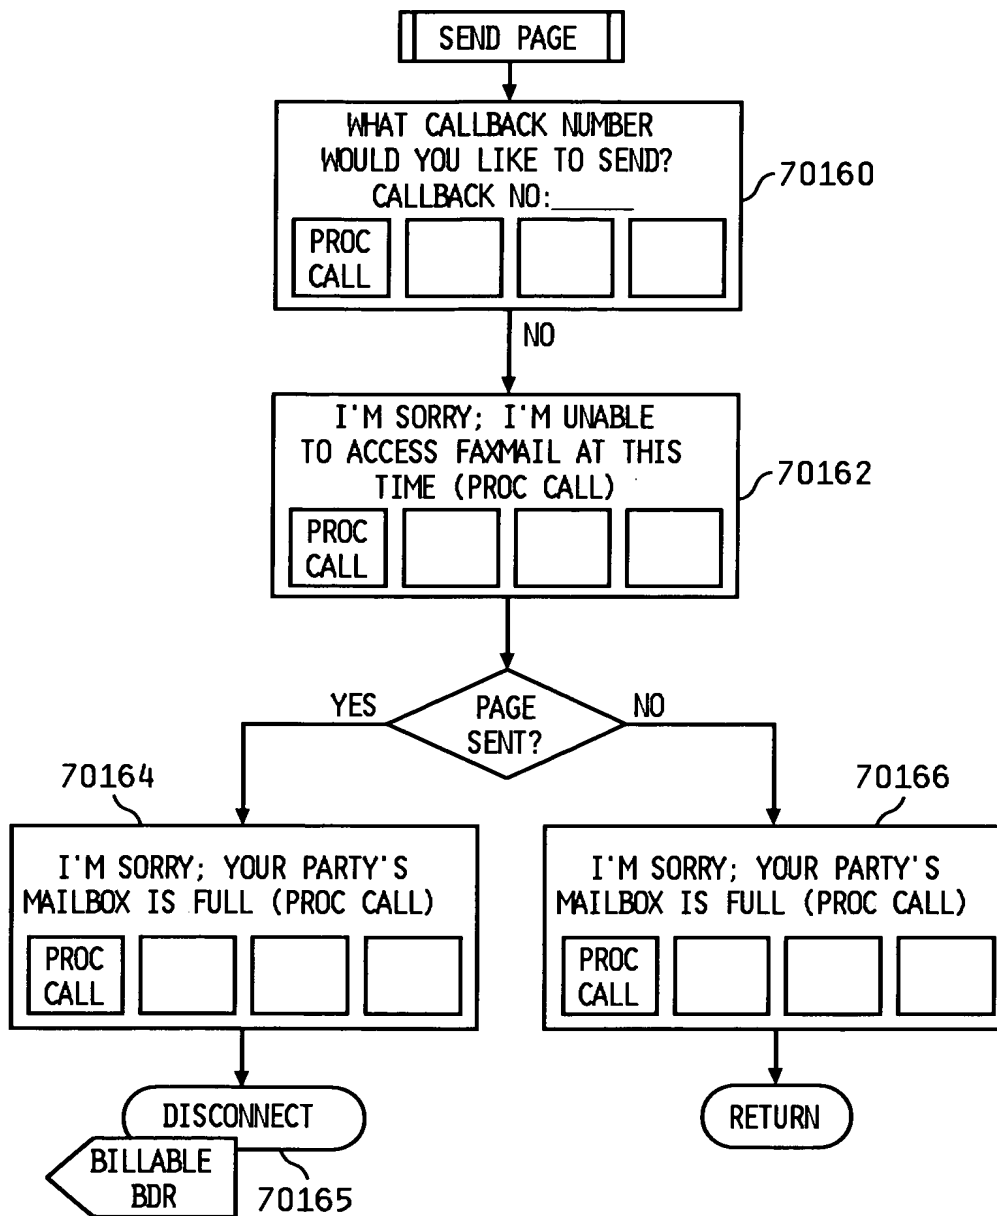 SEND PAGE
WHAT CALLBACK NUMBER
WOULD YOU LIKE TO SEND?
CALLBACK NO:______
70160
PROC
CALL
NO
I'M SORRY; I'M UNABLE
TO ACCESS FAXMAIL AT THIS
TIME (PROC CALL)
70162
PROC
CALL
YES
PAGE
SENT?
NO
70164
I'M SORRY; YOUR PARTY'S
MAILBOX IS FULL (PROC CALL)
PROC
CALL
70166
I'M SORRY; YOUR PARTY'S
MAILBOX IS FULL (PROC CALL)
PROC
CALL
DISCONNECT
BILLABLE
BDR
70165
RETURN